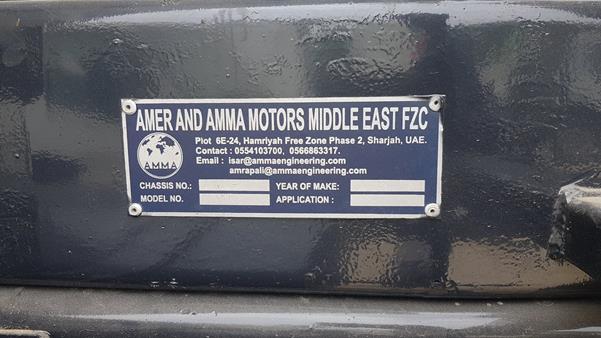 AMER AND AMMA MOTORS MIDDLE EAST FZC
Plot 6E-24, Hamriyah Free Zone Phase 2, Sharjah, UAE.
Contact : 0554103700, 0566863317.
Email : isar@ammaengineering.com
amrapali@ammaengineering.com
AMMA
CHASSIS NO.: YEAR OF MAKE:
MODEL NO. APPLICATION :